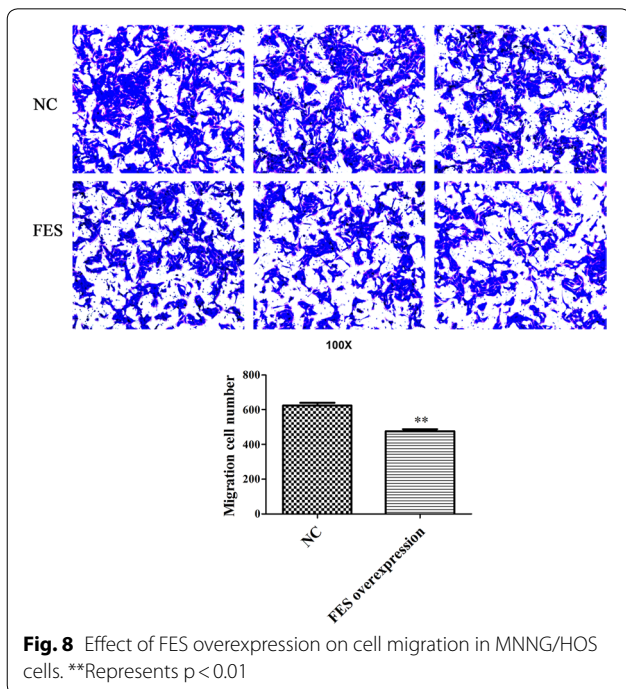 NC
FES
100X
800
600
400
200
0
Migration cell number
**
NC
FES overexpression
Fig. 8 Effect of FES overexpression on cell migration in MNNG/HOS
cells. **Represents p < 0.01